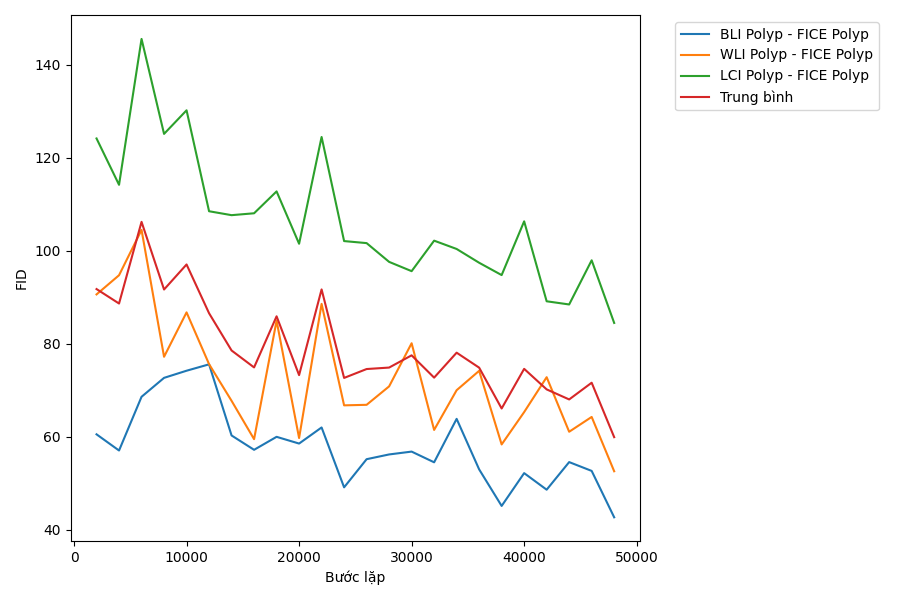 BLI Polyp - FICE Polyp
WLI Polyp - FICE Polyp
LCI Polyp - FICE Polyp
Trung bình
140
120
100
80
60
40
FID
0 10000 20000 30000 40000 50000
Bước lặp